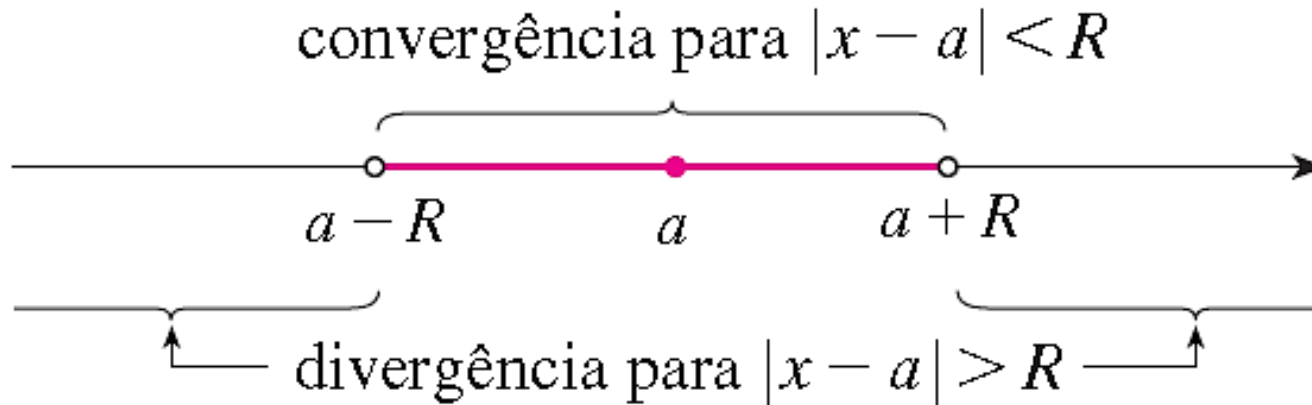 convergência para |x − a| < R
a − R a a + R
divergência para |x − a| > R